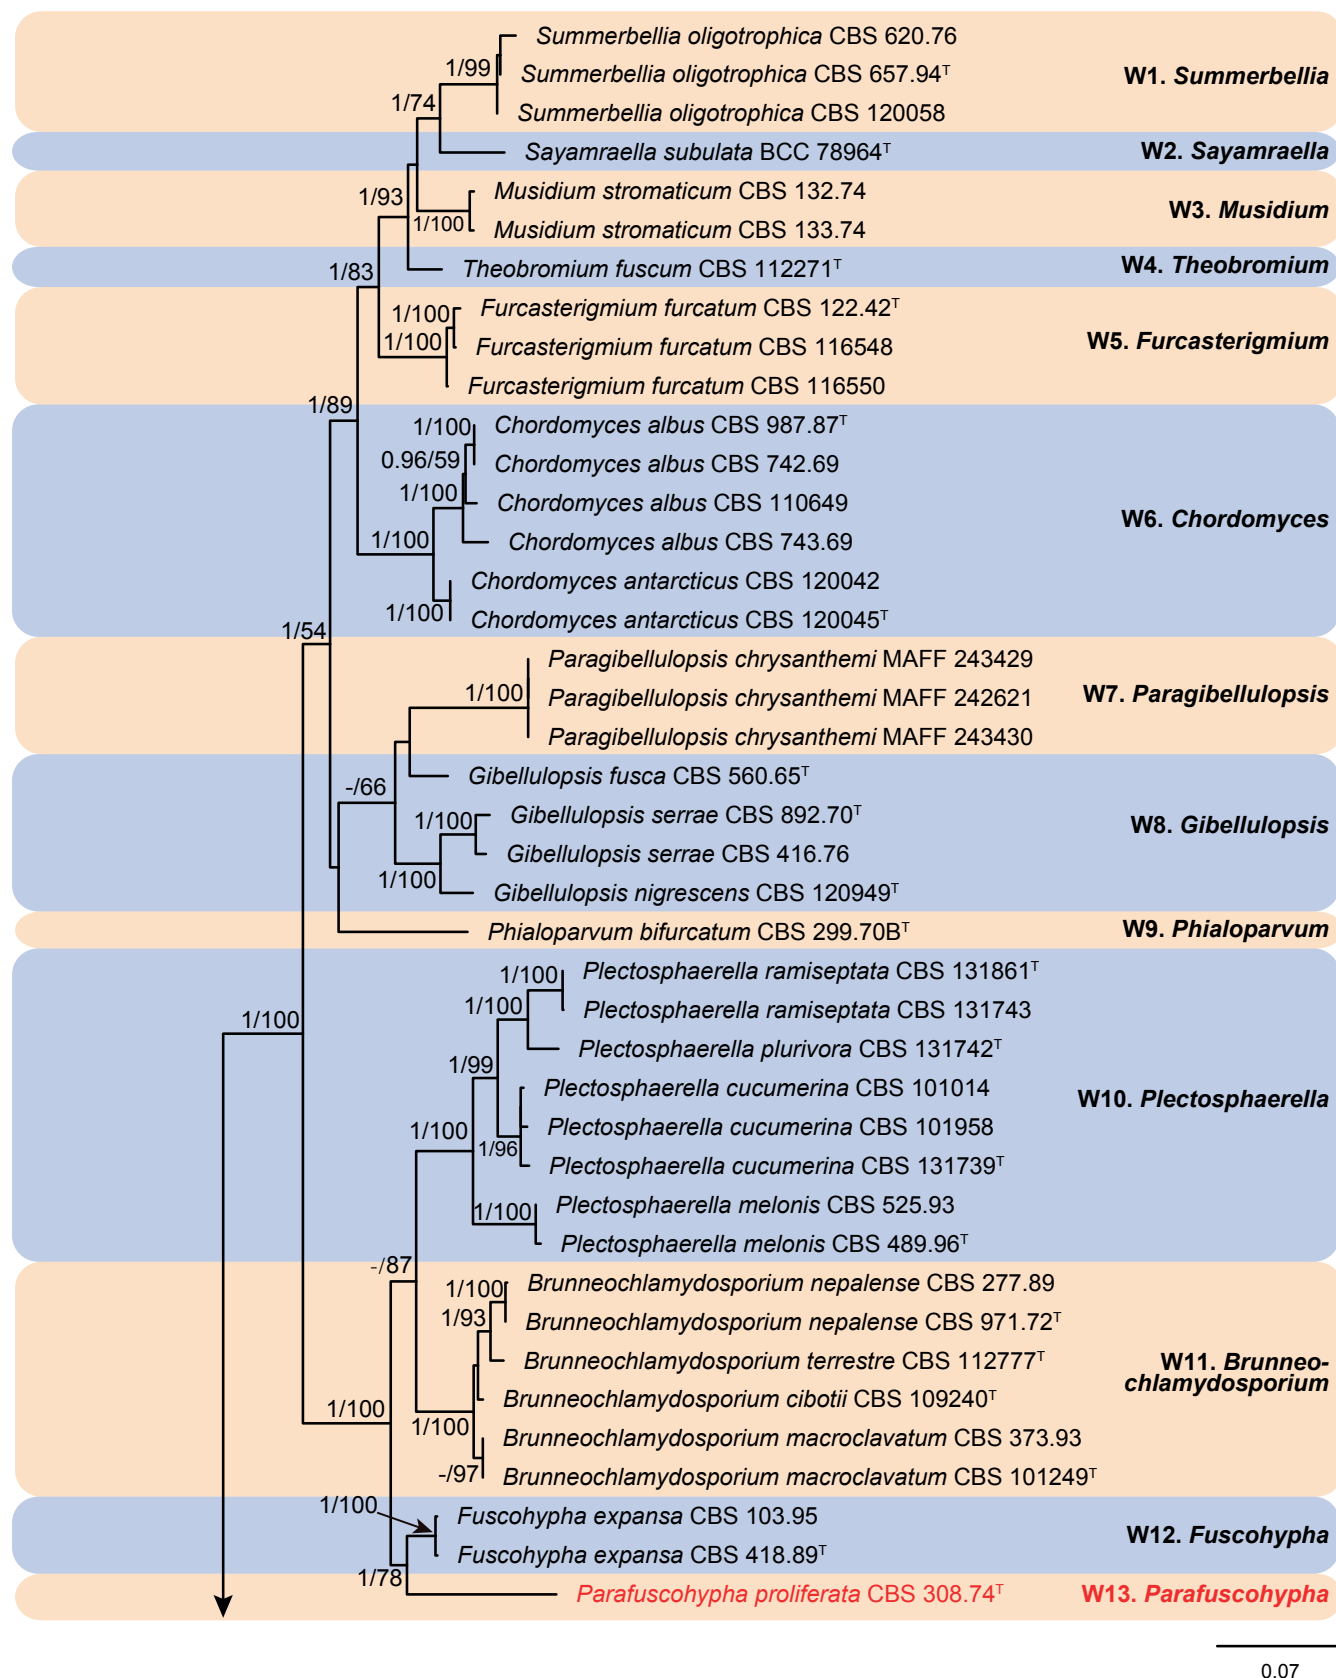 Summerbellia oligotrophica CBS 620.76
1/99
Summerbellia oligotrophica CBS 657.94T
W1. Summerbellia
1/74
Summerbellia oligotrophica CBS 120058
Sayamraella subulata BCC 78964T
W2. Sayamraella
1/93
Musidium stromaticum CBS 132.74
W3. Musidium
1/100
Musidium stromaticum CBS 133.74
1/83
Theobromium fuscum CBS 112271T
W4. Theobromium
1/100
Furcasterigmium furcatum CBS 122.42T
1/100
Furcasterigmium furcatum CBS 116548
W5. Furcasterigmium
Furcasterigmium furcatum CBS 116550
1/89
1/100
Chordomyces albus CBS 987.87T
0.96/59
Chordomyces albus CBS 742.69
1/100
Chordomyces albus CBS 110649
W6. Chordomyces
1/100
Chordomyces albus CBS 743.69
Chordomyces antarcticus CBS 120042
1/100
Chordomyces antarcticus CBS 120045T
1/54
Paragibellulopsis chrysanthemi MAFF 243429
1/100
Paragibellulopsis chrysanthemi MAFF 242621
W7. Paragibellulopsis
Paragibellulopsis chrysanthemi MAFF 243430
-/66
Gibellulopsis fusca CBS 560.65T
1/100
Gibellulopsis serrae CBS 892.70T
W8. Gibellulopsis
Gibellulopsis serrae CBS 416.76
1/100
Gibellulopsis nigrescens CBS 120949T
Phialoparvum bifurcatum CBS 299.70BT
W9. Phialoparvum
1/100
Plectosphaerella ramiseptata CBS 131861T
1/100
1/100
Plectosphaerella ramiseptata CBS 131743
Plectosphaerella plurivora CBS 131742T
1/99
Plectosphaerella cucumerina CBS 101014
W10. Plectosphaerella
1/100
Plectosphaerella cucumerina CBS 101958
1/96
Plectosphaerella cucumerina CBS 131739T
Plectosphaerella melonis CBS 525.93
1/100
Plectosphaerella melonis CBS 489.96T
-/87
1/100
Brunneochlamydosporium nepalense CBS 277.89
1/93
Brunneochlamydosporium nepalense CBS 971.72T
Brunneochlamydosporium terrestre CBS 112777T
W11. Brunneo-
chlamydosporium
Brunneochlamydosporium cibotii CBS 109240T
1/100
1/100
Brunneochlamydosporium macroclavatum CBS 373.93
-/97
Brunneochlamydosporium macroclavatum CBS 101249T
1/100
Fuscohypha expansa CBS 103.95
W12. Fuscohypha
Fuscohypha expansa CBS 418.89T
1/78
Parafuscohypha proliferata CBS 308.74T
W13. Parafuscohypha
0.07